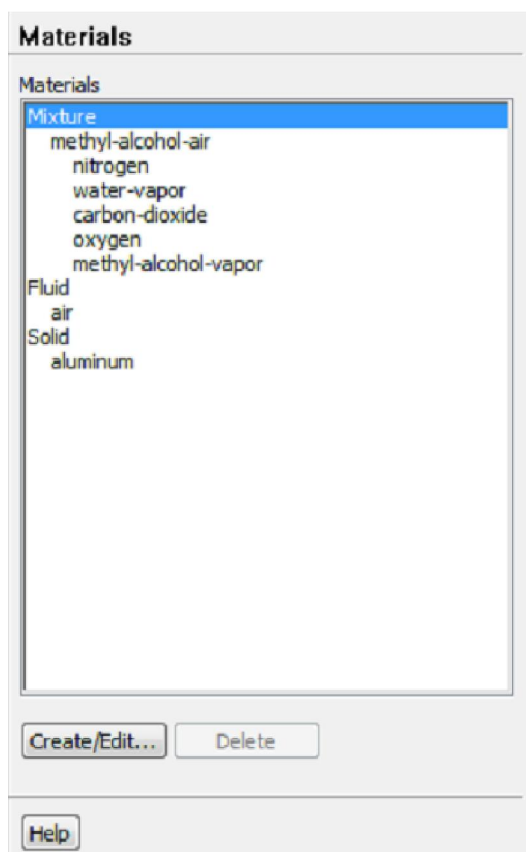 Materials
Materials
Mixture
methyl-alcohol-air
nitrogen
water-vapor
carbon-dioxide
oxygen
methyl-alcohol-vapor
Fluid
air
Solid
aluminum
Create/Edit... Delete
Help